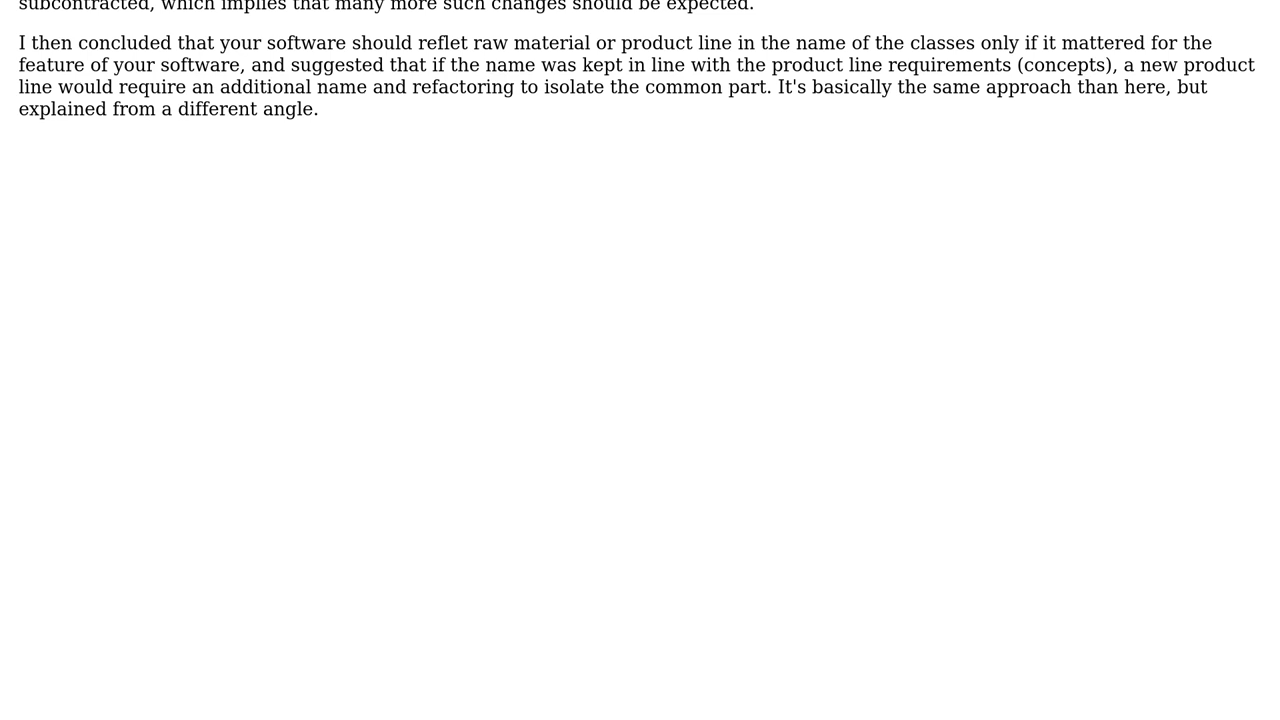 subcontracted, which implies that many more such changes should be expected.
I then concluded that your software should reflet raw material or product line in the name of the classes only if it mattered for the
feature of your software, and suggested that if the name was kept in line with the product line requirements (concepts), a new product
line would require an additional name and refactoring to isolate the common part. It's basically the same approach than here, but
explained from a different angle.